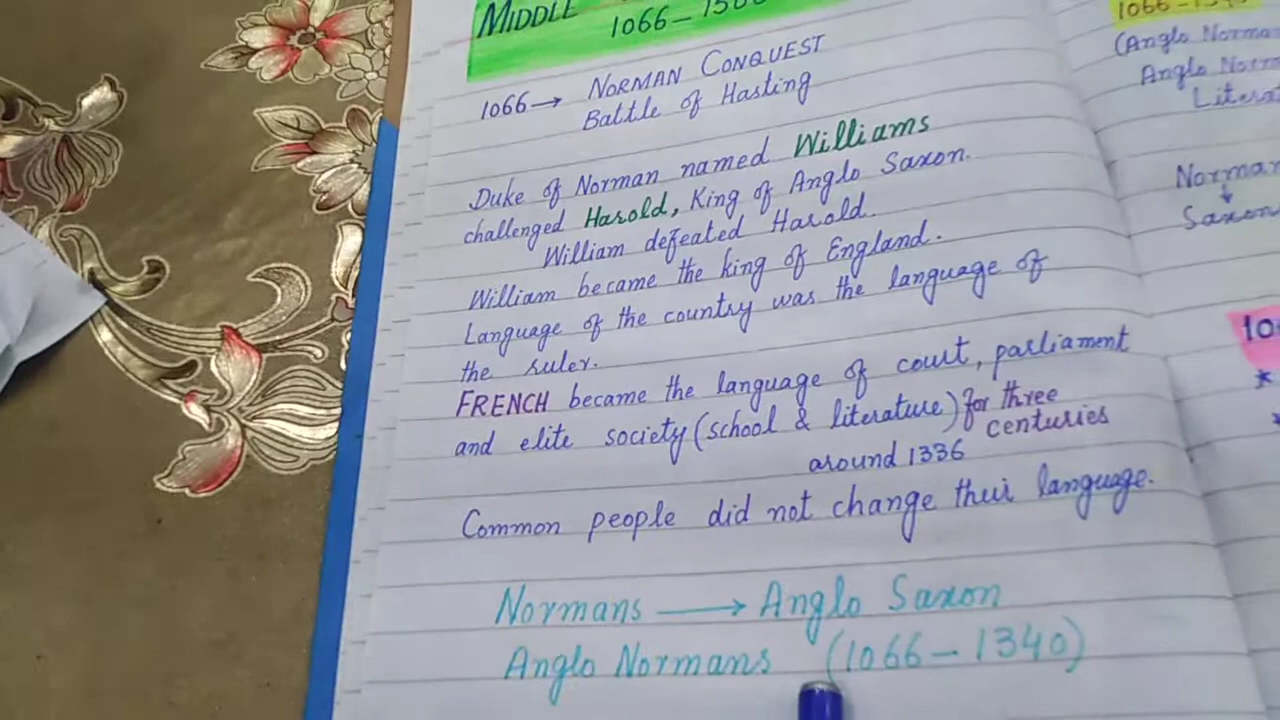 MIDDLE
1066-1500
1066→ NORMAN CONQUEST
Battle of Hasting
Duke of Norman named Williams
challenged Harold, King of Anglo Saxon.
William defeated Harold.
William became the king of England.
Language of the country was the language of
the ruler.
FRENCH became the language of court, parliament
and elite society (school & literature) for three
centuries
around 1336
Common people did not change their language.
Normans → Anglo Saxon
Anglo Normans (1066-1340)
1066-1340
(Anglo Norman
Anglo Norm
Litera
Norman
↓
Saxon
10
*